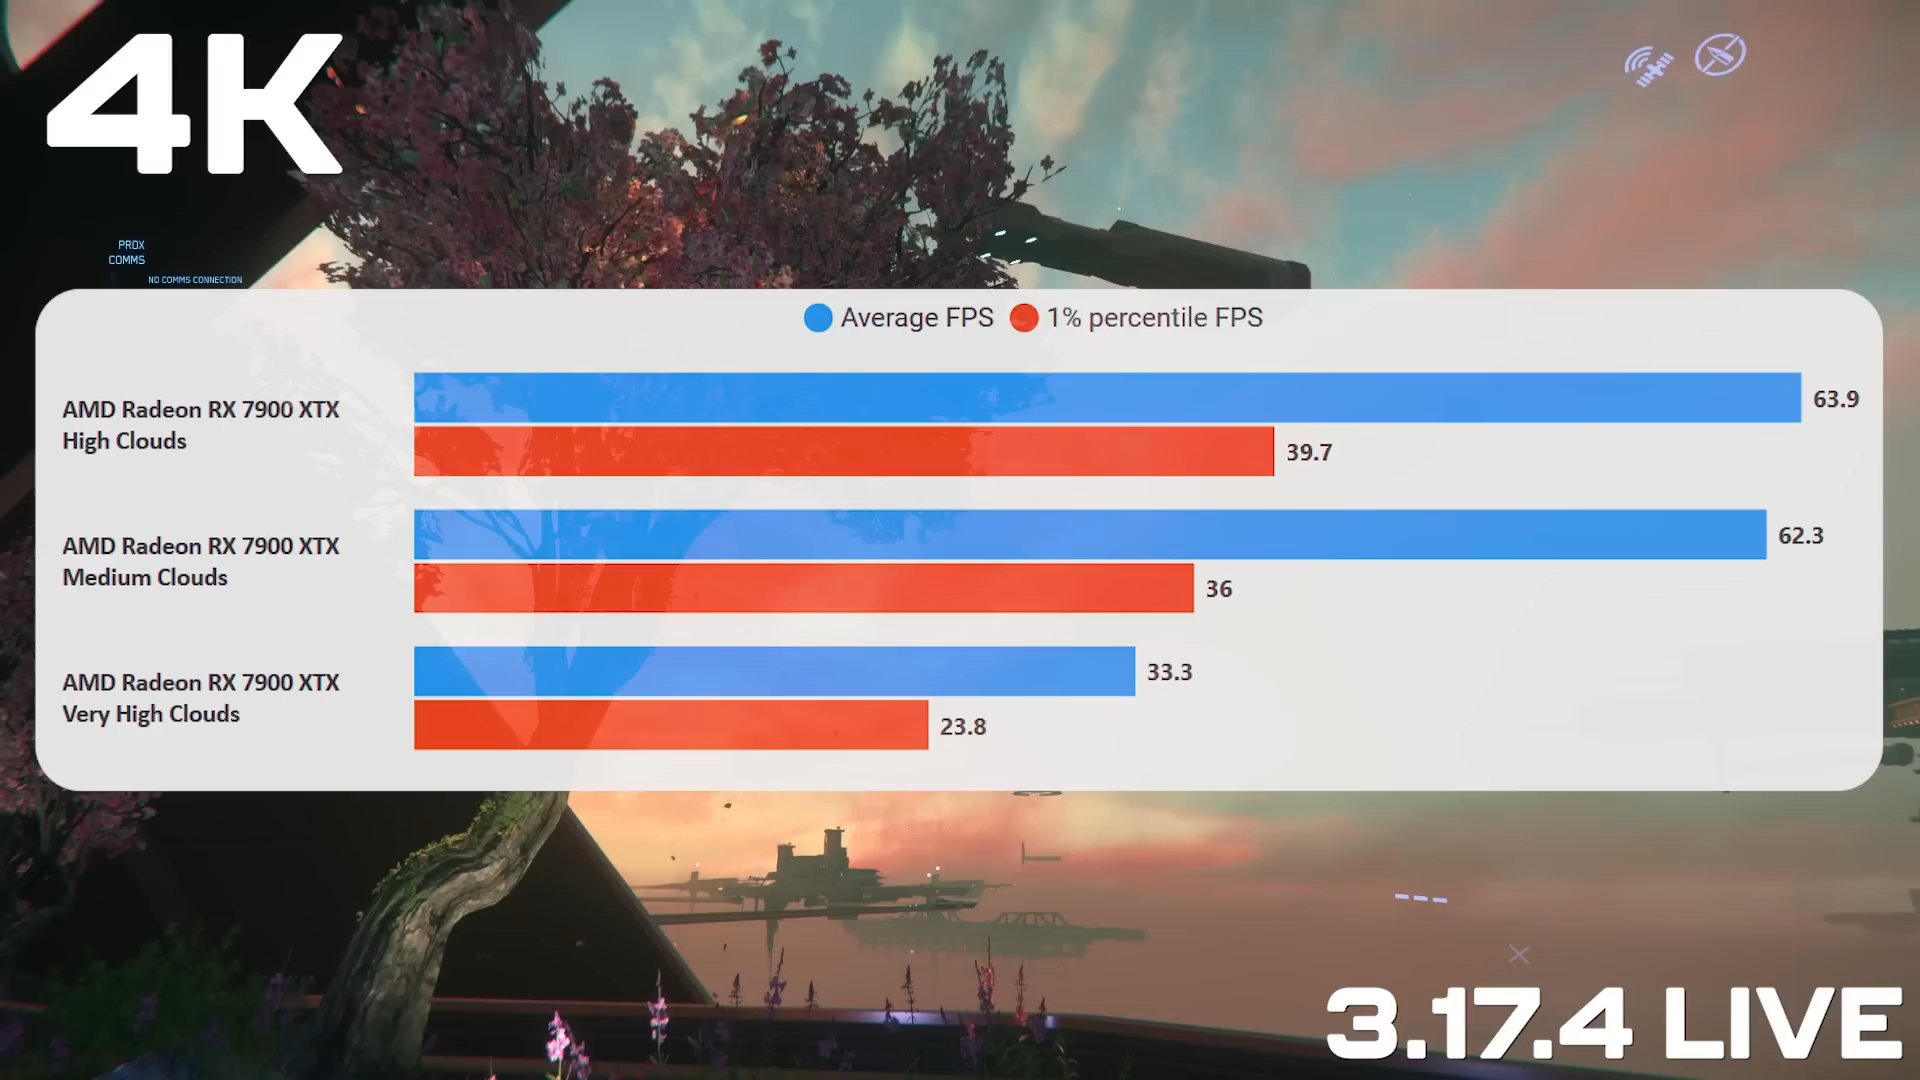 4K
PROX
COMMS
NO COMMS CONNECTION
Average FPS 1% percentile FPS
AMD Radeon RX 7900 XTX
High Clouds
63.9
39.7
AMD Radeon RX 7900 XTX
Medium Clouds
62.3
36
AMD Radeon RX 7900 XTX
Very High Clouds
33.3
23.8
3.17.4 LIVE